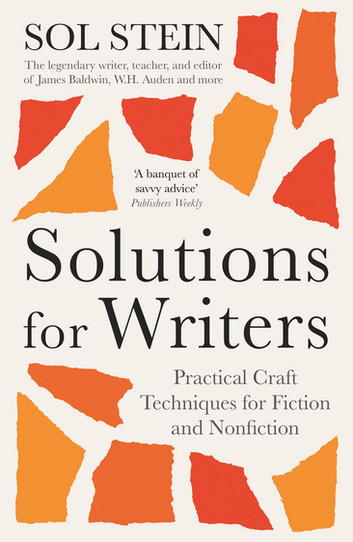 SOL STEIN
The legendary writer, teacher, and editor
of James Baldwin, W.H. Auden and more
‘A banquet of
savvy advice’
Publishers Weekly
Solutions
for Writers
Practical Craft
Techniques for Fiction
and Nonfiction